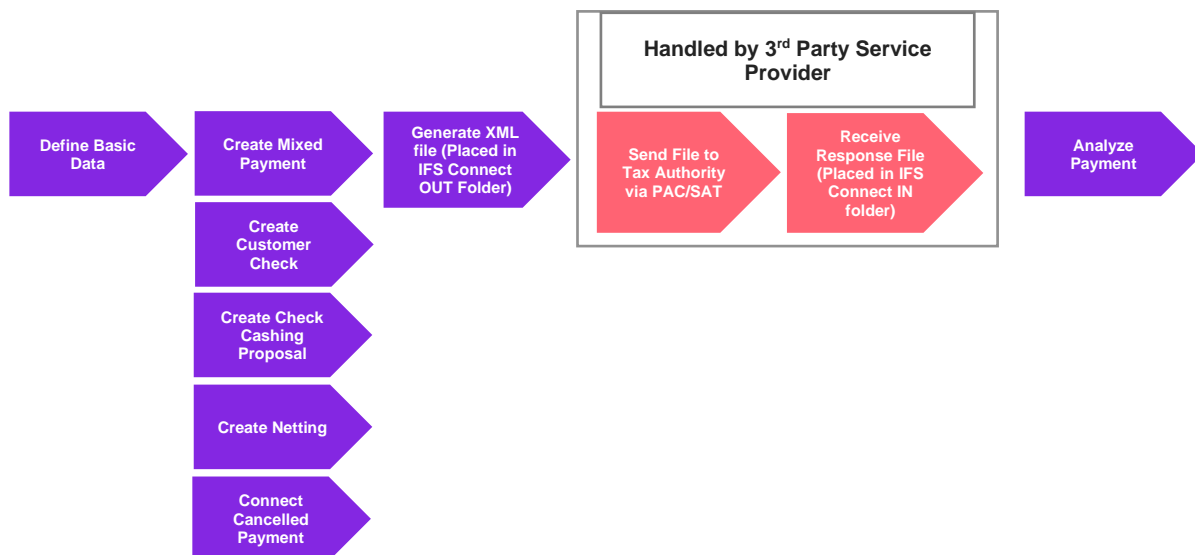 Handled by 3rd Party Service
Provider
Define Basic
Data
Create Mixed
Payment
Generate XML
file (Placed in
IFS Connect
OUT Folder)
Send File to
Tax Authority
via PAC/SAT
Receive
Response File
(Placed in IFS
Connect IN
folder)
Analyze
Payment
Create
Customer
Check
Create Check
Cashing
Proposal
Create Netting
Connect
Cancelled
Payment